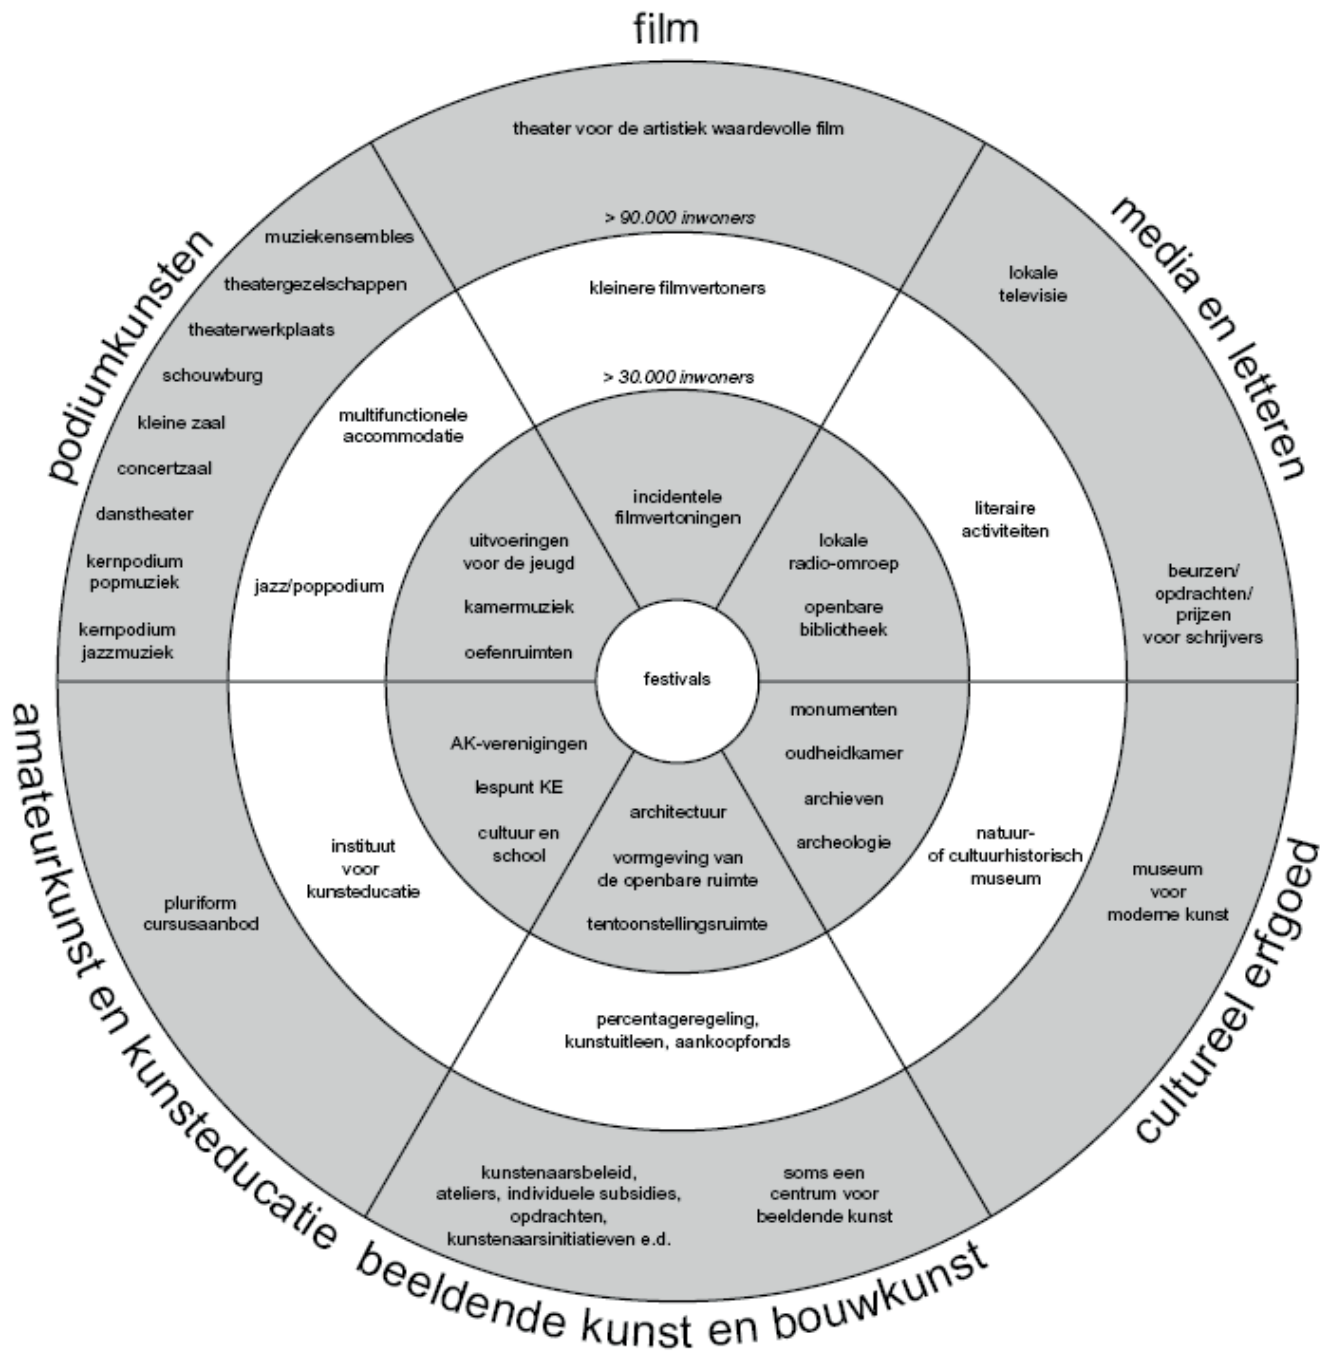 film
theater voor de artistiek waardevolle film
> 90.000 inwoners
kleinere filmvertoners
> 30.000 inwoners
incidentele
filmvertoningen
media en letteren
lokale
televisie
beurzen/
opdrachten/
prijzen
voor schrijvers
literaire
activiteiten
lokale
radio-omroep
openbare
bibliotheek
podiumkunsten
muziekensembles
theatergezelschappen
theaterwerkplaats
schouwburg
kleine zaal
concertzaal
danstheater
kernpodium
popmuziek
kernpodium
jazzmuziek
multifunctionele
accommodatie
jazz/poppodium
uitvoeringen
voor de jeugd
kamermuziek
oefenruimten
festivals
amateurkunst en kunsteducatie
pluriform
cursusaanbod
instituut
voor
kunsteducatie
AK-verenigingen
lespunt KE
cultuur en
school
architectuur
vormgeving van
de openbare ruimte
tentoonstellingsruimte
percentageregeling,
kunstuitleen, aankoopfonds
kunstenaarsbeleid,
ateliers, individuele subsidies,
opdrachten,
kunstenaarsinitiatieven e.d.
soms een
centrum voor
beeldende kunst
beeldende kunst en bouwkunst
monumenten
oudheidkamer
archieven
archeologie
natuur-
of cultuurhistorisch
museum
museum
voor
moderne kunst
cultureel erfgoed